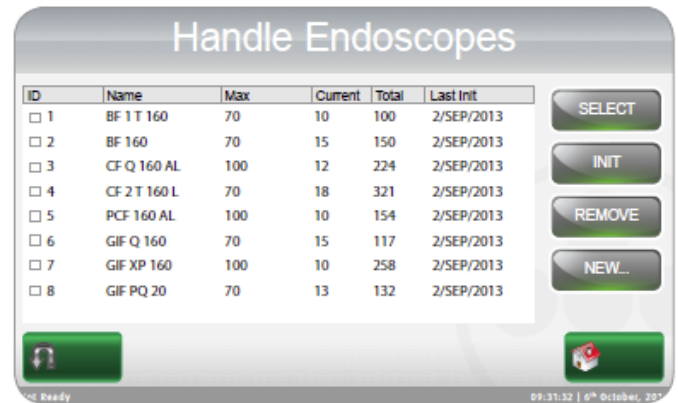 Handle Endoscopes
ID Name Max Current Total Last Init
1 BF 1 T 160 70 10 100 2/SEP/2013
2 BF 160 70 15 150 2/SEP/2013
3 CF Q 160 AL 100 12 224 2/SEP/2013
4 CF 2 T 160 L 70 18 321 2/SEP/2013
5 PCF 160 AL 100 10 154 2/SEP/2013
6 GIF Q 160 70 15 117 2/SEP/2013
7 GIF XP 160 100 10 258 2/SEP/2013
8 GIF PQ 20 70 13 132 2/SEP/2013
SELECT
INIT
REMOVE
NEW...
Ready
09:31:32 | 6th October,